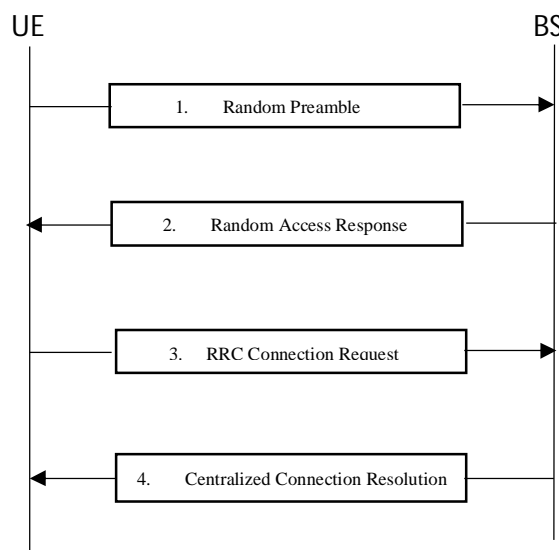 UE
BS
1. Random Preamble
2. Random Access Response
3. RRC Connection Request
4. Centralized Connection Resolution